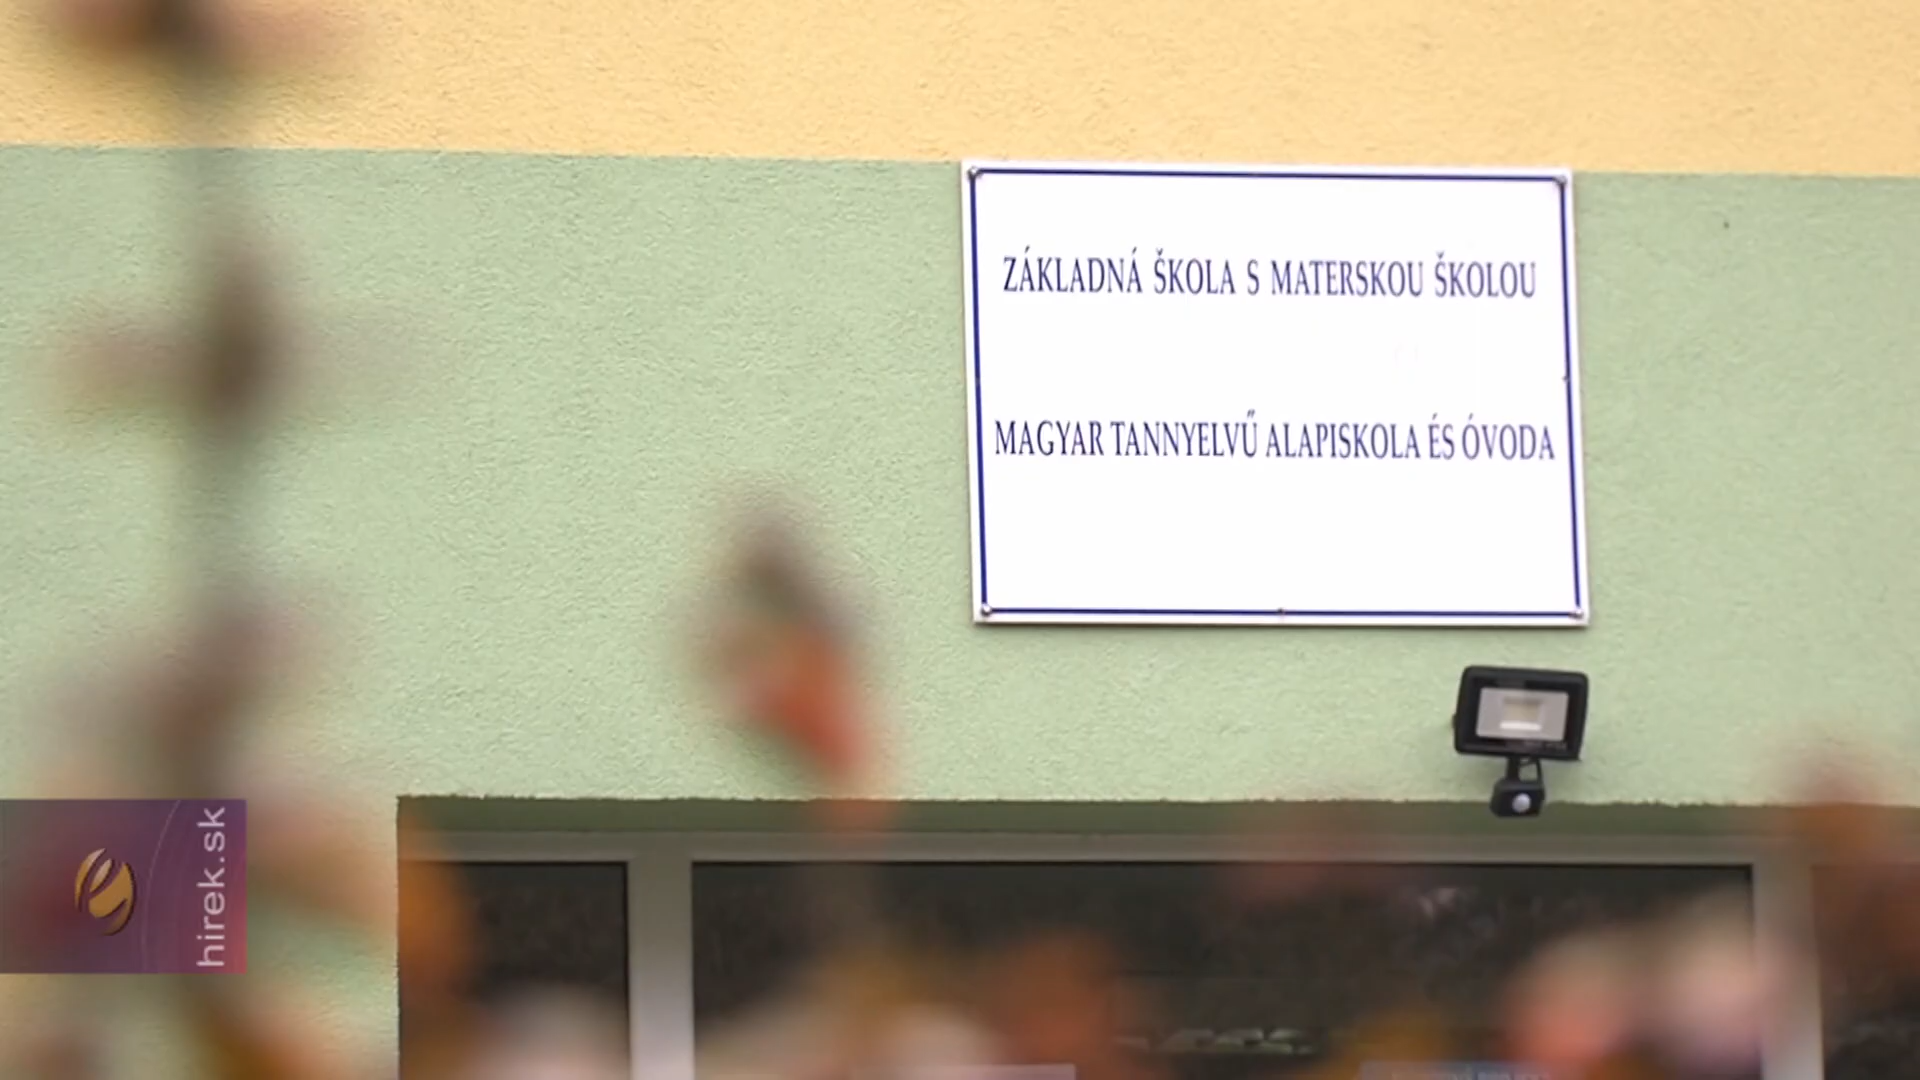 ZÁKLADNÁ ŠKOLA S MATERSKOU ŠKOLOU
MAGYAR TANNYELVŰ ALAPISKOLA ÉS ÓVODA
hirek.sk